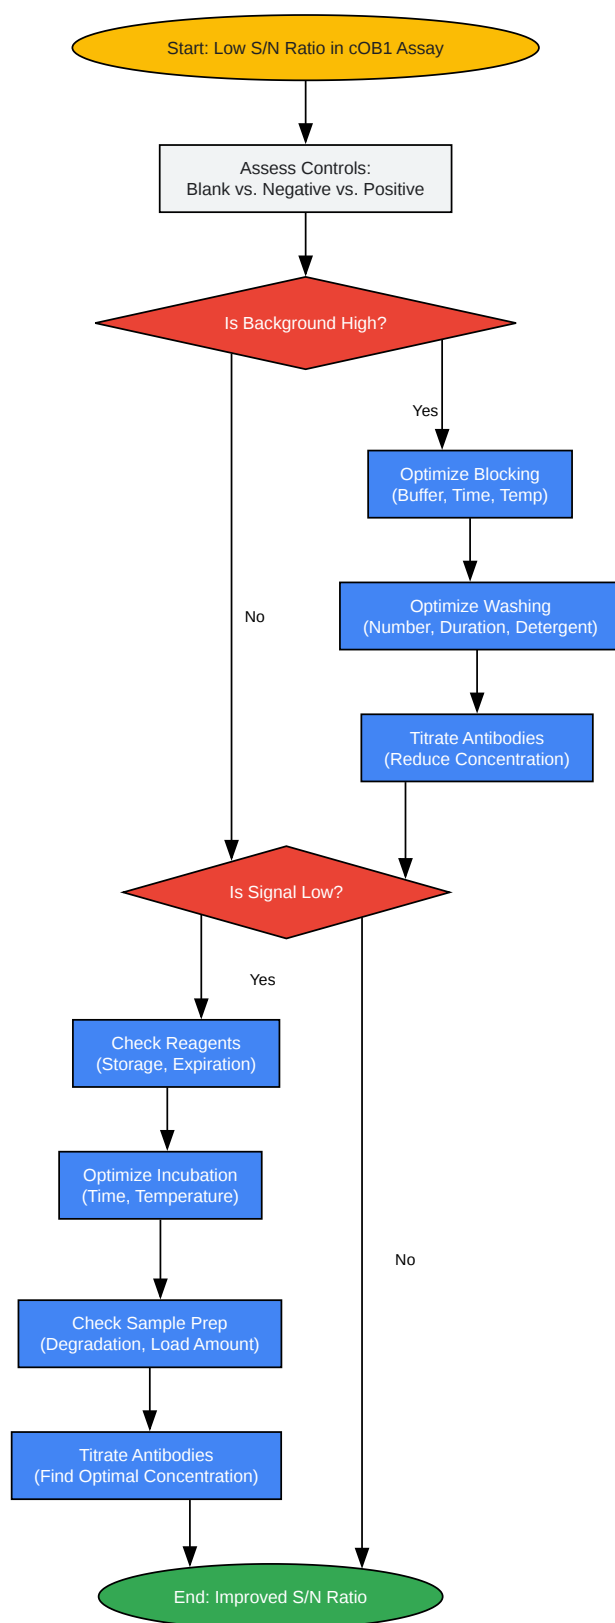 Start: Low S/N Ratio in cOB1 Assay
Assess Controls:
Blank vs. Negative vs. Positive
Is Background High?
Yes
Optimize Blocking
(Buffer, Time, Temp)
Optimize Washing
(Number, Duration, Detergent)
No
Titrate Antibodies
(Reduce Concentration)
Is Signal Low?
Yes
Check Reagents
(Storage, Expiration)
Optimize Incubation
(Time, Temperature)
No
Check Sample Prep
(Degradation, Load Amount)
Titrate Antibodies
(Find Optimal Concentration)
End: Improved S/N Ratio